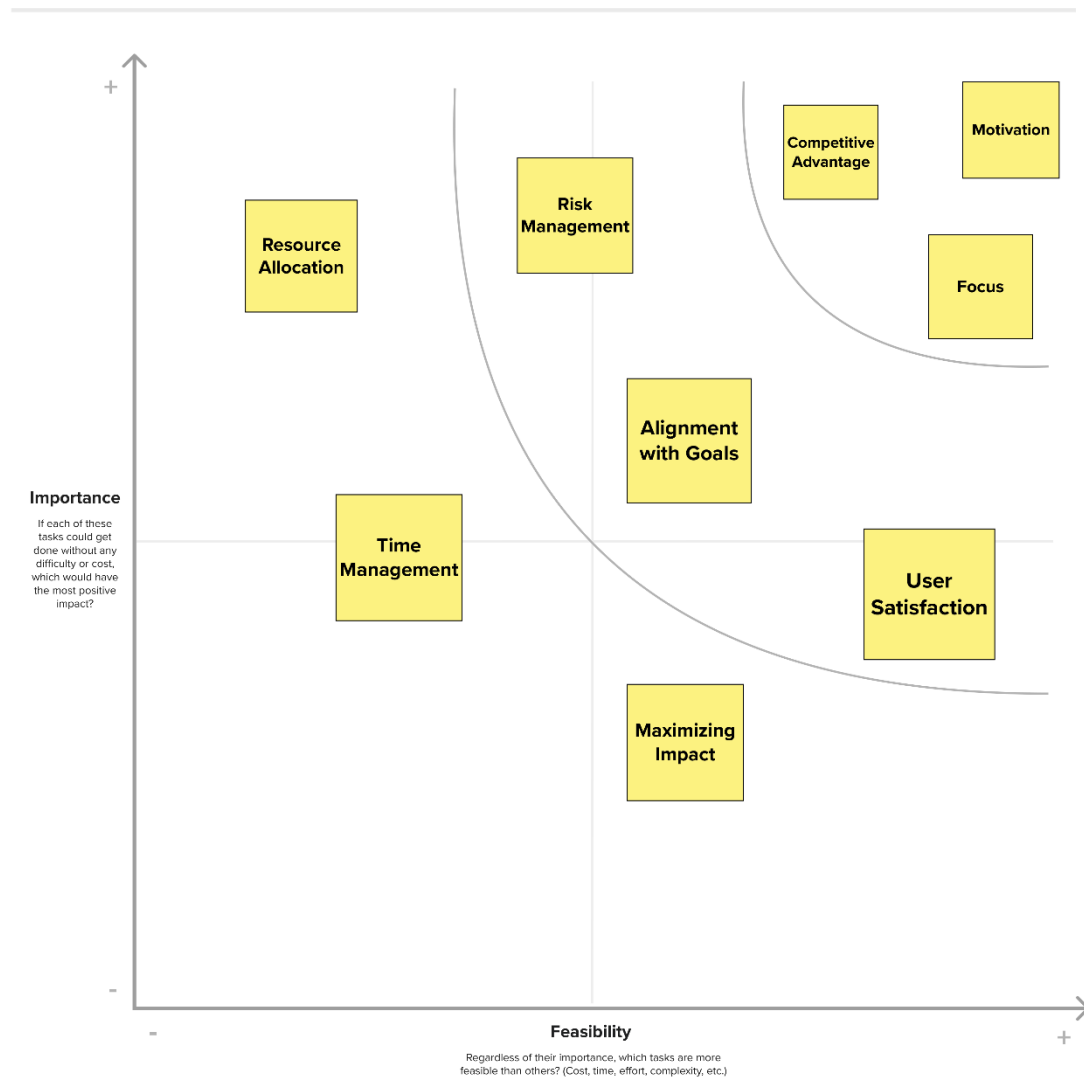 +
Motivation
Competitive
Advantage
Risk
Management
Resource
Allocation
Focus
Alignment
with Goals
Importance
If each of these
tasks could get
done without any
difficulty or cost,
which would have
the most positive
impact?
Time
Management
User
Satisfaction
Maximizing
Impact
-
-
Feasibility
+
Regardless of their importance, which tasks are more
feasible than others? (Cost, time, effort, complexity, etc.)